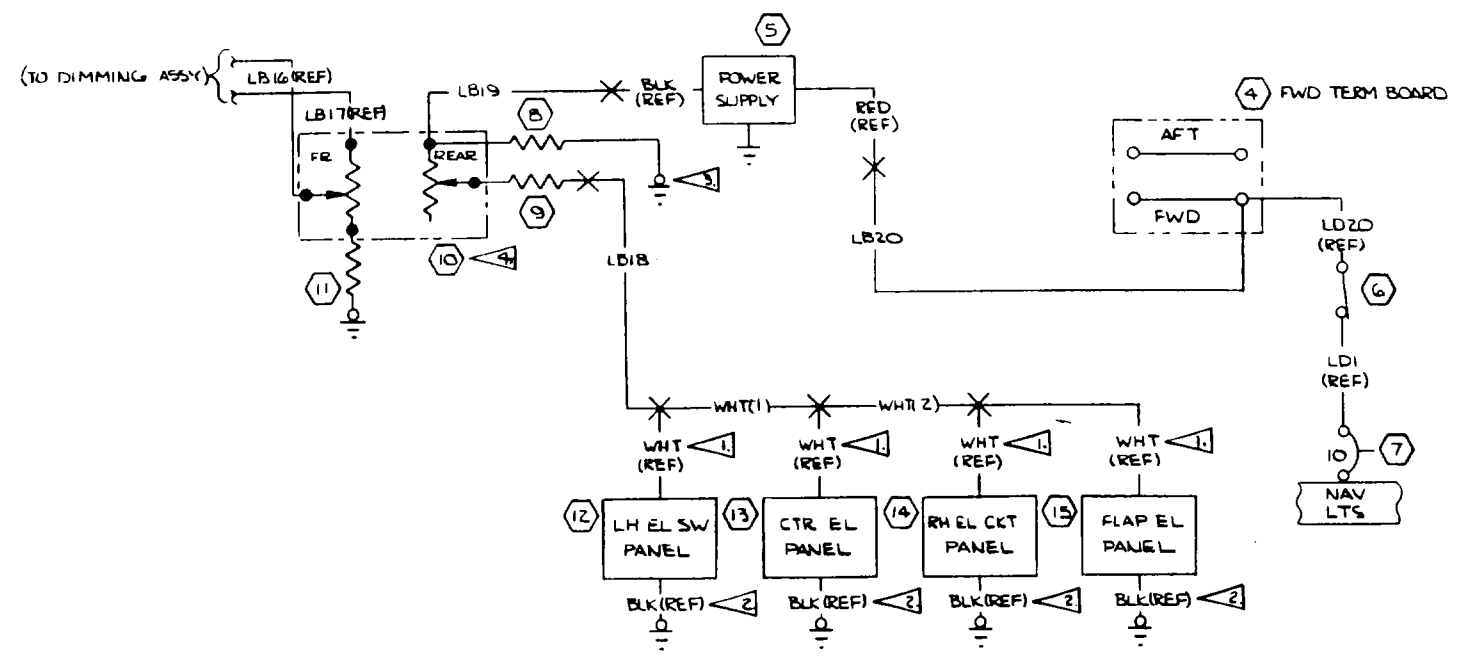 5
(TO DIMMING ASSY)
LB16(REF)
LB17(REF)
LB19
BLK
(REF)
POWER
SUPPLY
RED
(REF)
4 FWD TERM BOARD
AFT
FWD
8
FR
REAR
3.
9
10
4.
LB18
LB20
LD20
(REF)
6
11
LD1
(REF)
WHT(1)
WHT(2)
WHT 1.
(REF)
WHT 1.
(REF)
WHT 1.
(REF)
WHT 1.
(REF)
10
7
NAV
LTS
12
LH EL SW
PANEL
13
CTR EL
PANEL
14
RH EL CKT
PANEL
15
FLAP EL
PANEL
BLK(REF) 2.
BLK(REF) 2.
BLK(REF) 2.
BLK(REF) 2.